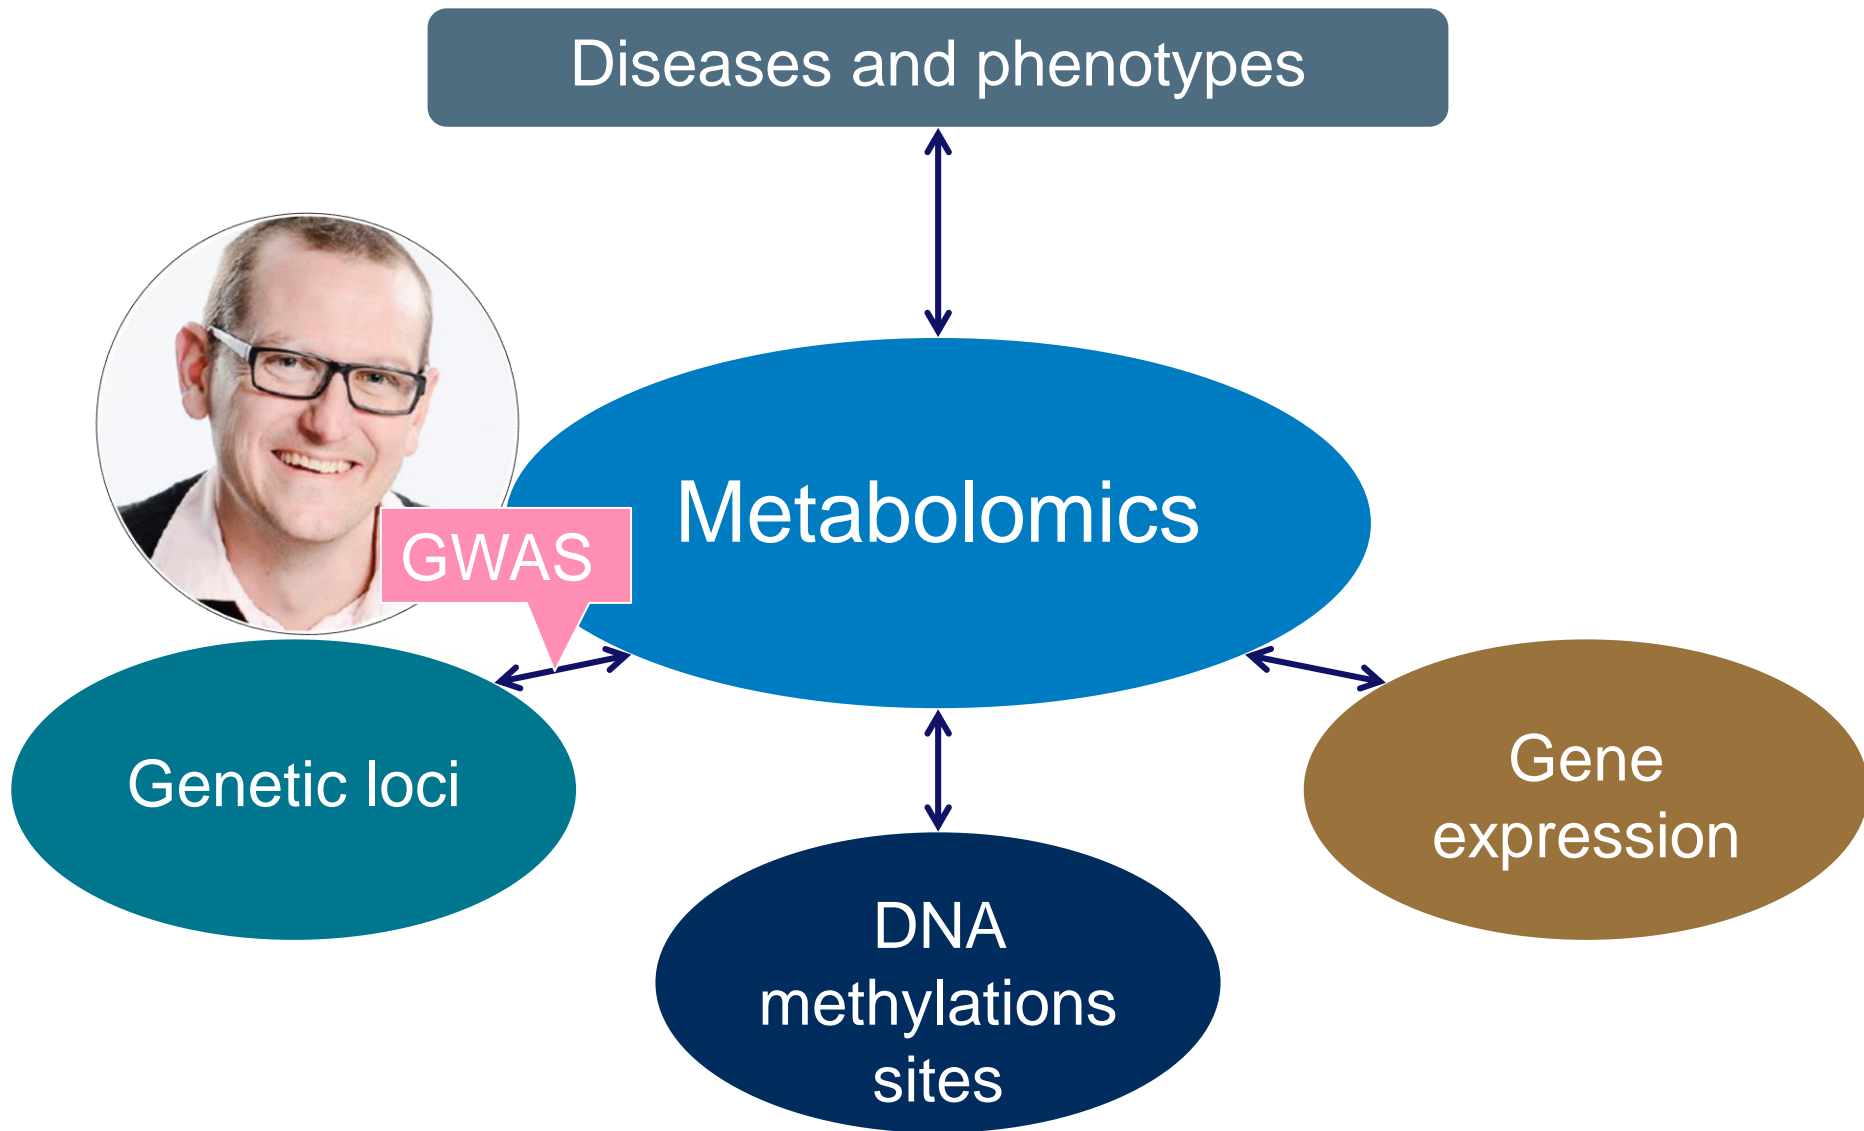 Diseases and phenotypes
Metabolomics
GWAS
Genetic loci
Gene
expression
DNA
methylations
sites